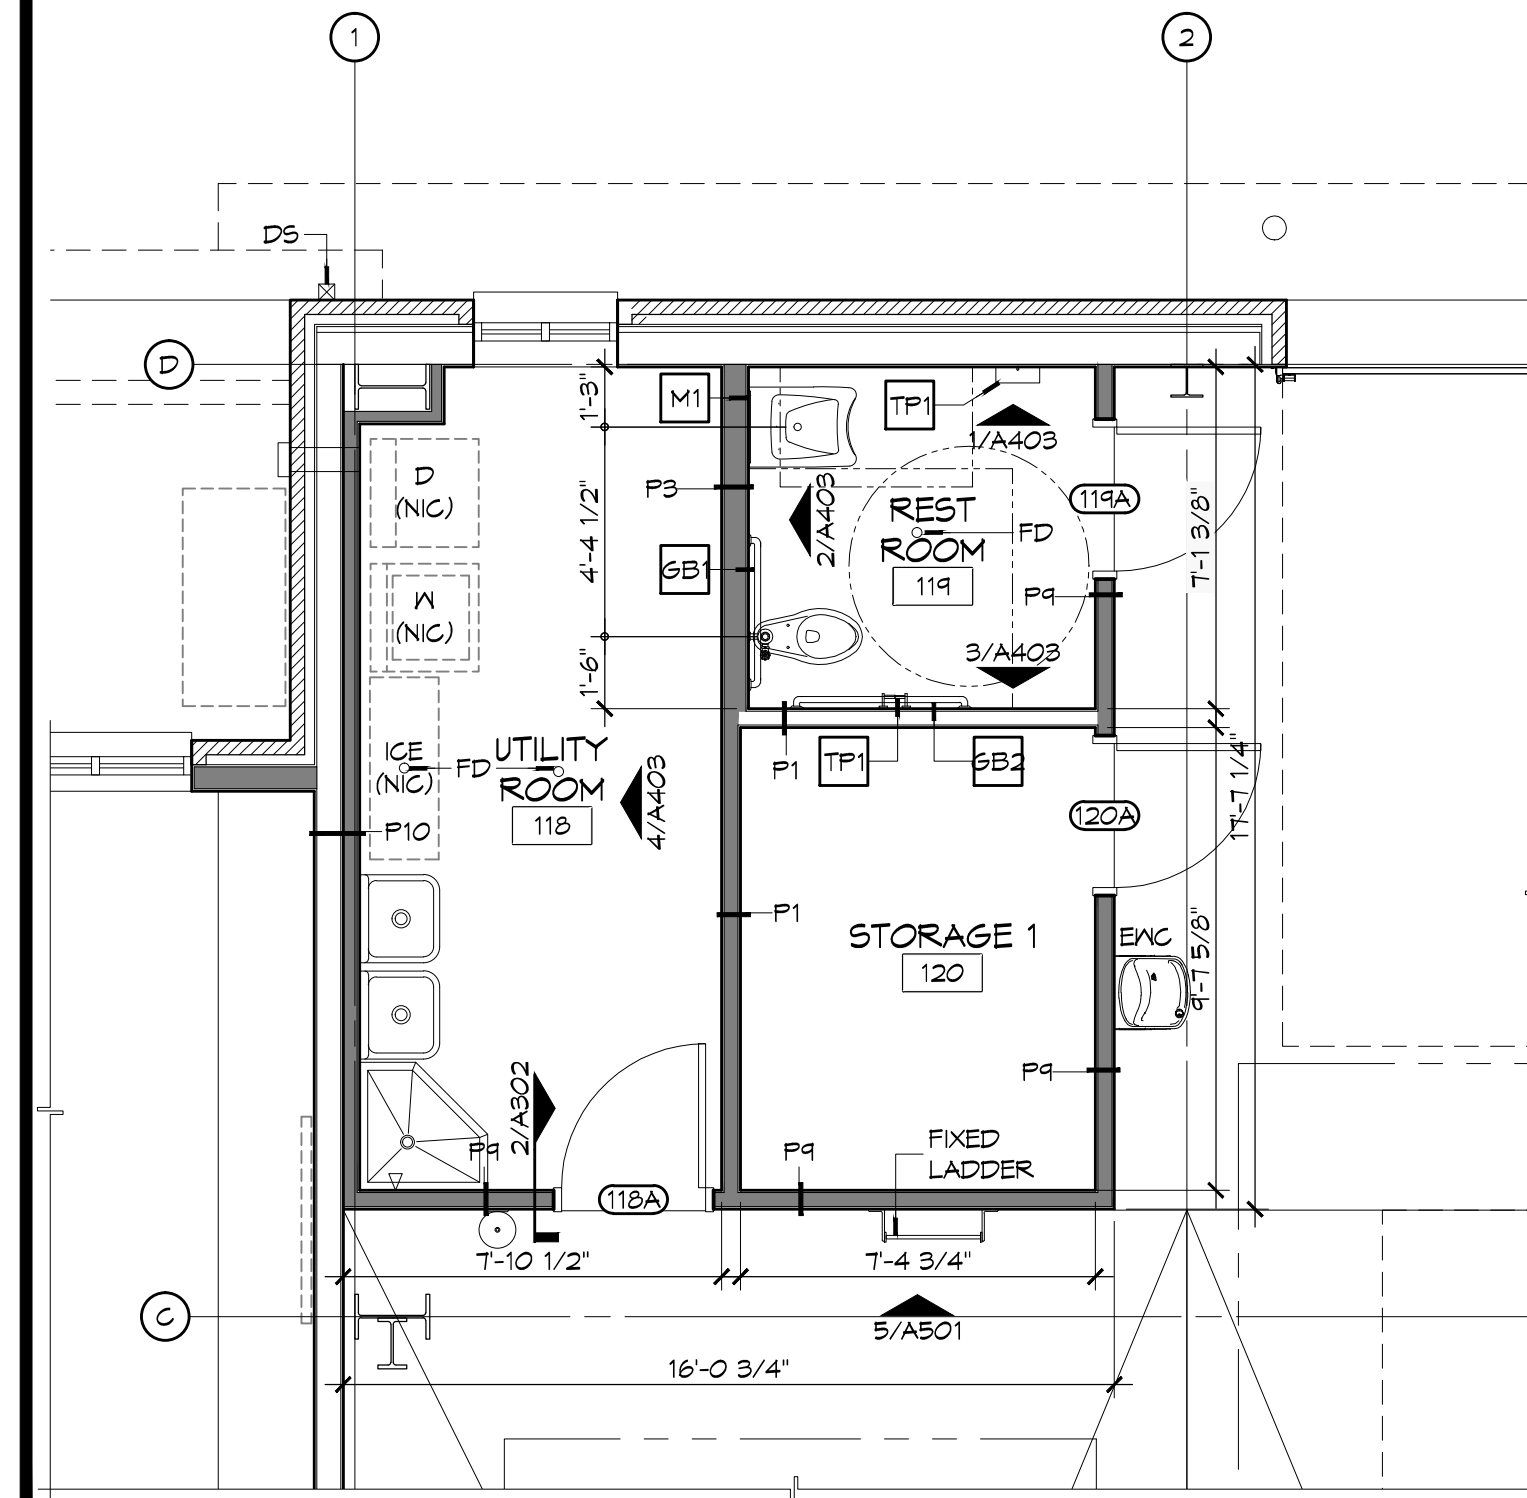 1
2
DS
D
1'-3"
M1
TP1
1/A403
D
(NIC)
P3
4'-4 1/2"
2/A403
REST
ROOM
119
FD
119A
7'-1 3/8"
GB1
W
(NIC)
P9
1'-6"
3/A403
ICE
(NIC)
FD
UTILITY
ROOM
118
4/A403
P1
TP1
GB2
17'-7 1/4"
P10
120A
P1
STORAGE 1
120
EWC
9'-7 5/8"
P9
2/A302
P9
P9
FIXED
LADDER
118A
7'-10 1/2"
7'-4 3/4"
C
5/A501
16'-0 3/4"